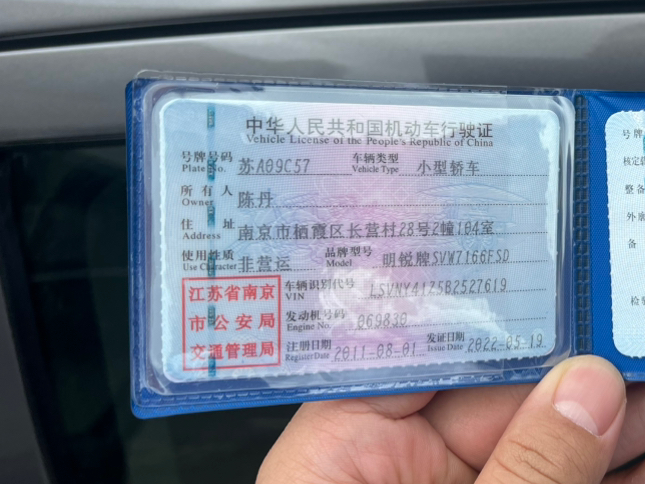 中华人民共和国机动车行驶证
Vehicle License of the People's Republic of China
号牌号码 苏A09C57 车辆类型 小型轿车
Plate No. Vehicle Type
所有人 陈丹
Owner
住址 南京市栖霞区长营村28号2幢104室
Address
使用性质 非营运 品牌型号 明锐牌SVW7166FSD
Use Character Model
江苏省南京
市公安局
交通管理局
车辆识别代号 LSVNY41Z5B2527619
VIN
发动机号码 069830
Engine No.
注册日期 2011-08-01 发证日期 2022-05-19
Register Date Issue Date
号牌
核定载
整备
外廓
备
检验